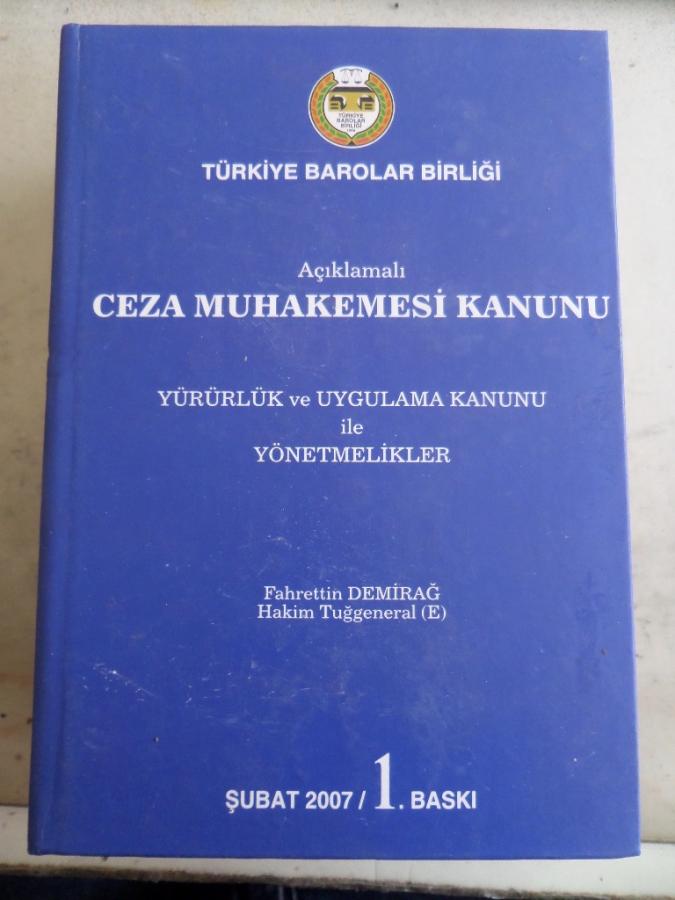 TÜRKİYE
BAROLAR
BİRLİĞİ
TÜRKİYE BAROLAR BİRLİĞİ
Açıklamalı
CEZA MUHAKEMESİ KANUNU
YÜRÜRLÜK ve UYGULAMA KANUNU
ile
YÖNETMELİKLER
Fahrettin DEMİRAĞ
Hakim Tuğgeneral (E)
ŞUBAT 2007 / 1. BASKI